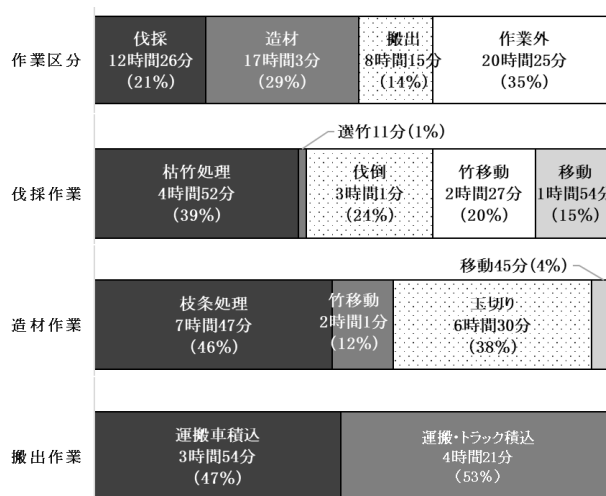 作業区分
伐採
12時間26分
(21%)
造材
17時間3分
(29%)
搬出
8時間15分
(14%)
作業外
20時間25分
(35%)
選竹11分(1%)
伐採作業
枯竹処理
4時間52分
(39%)
伐倒
3時間1分
(24%)
竹移動
2時間27分
(20%)
移動
1時間54分
(15%)
移動45分(4%)
造材作業
枝条処理
7時間47分
(46%)
竹移動
2時間1分
(12%)
玉切り
6時間30分
(38%)
搬出作業
運搬車積込
3時間54分
(47%)
運搬・トラック積込
4時間21分
(53%)